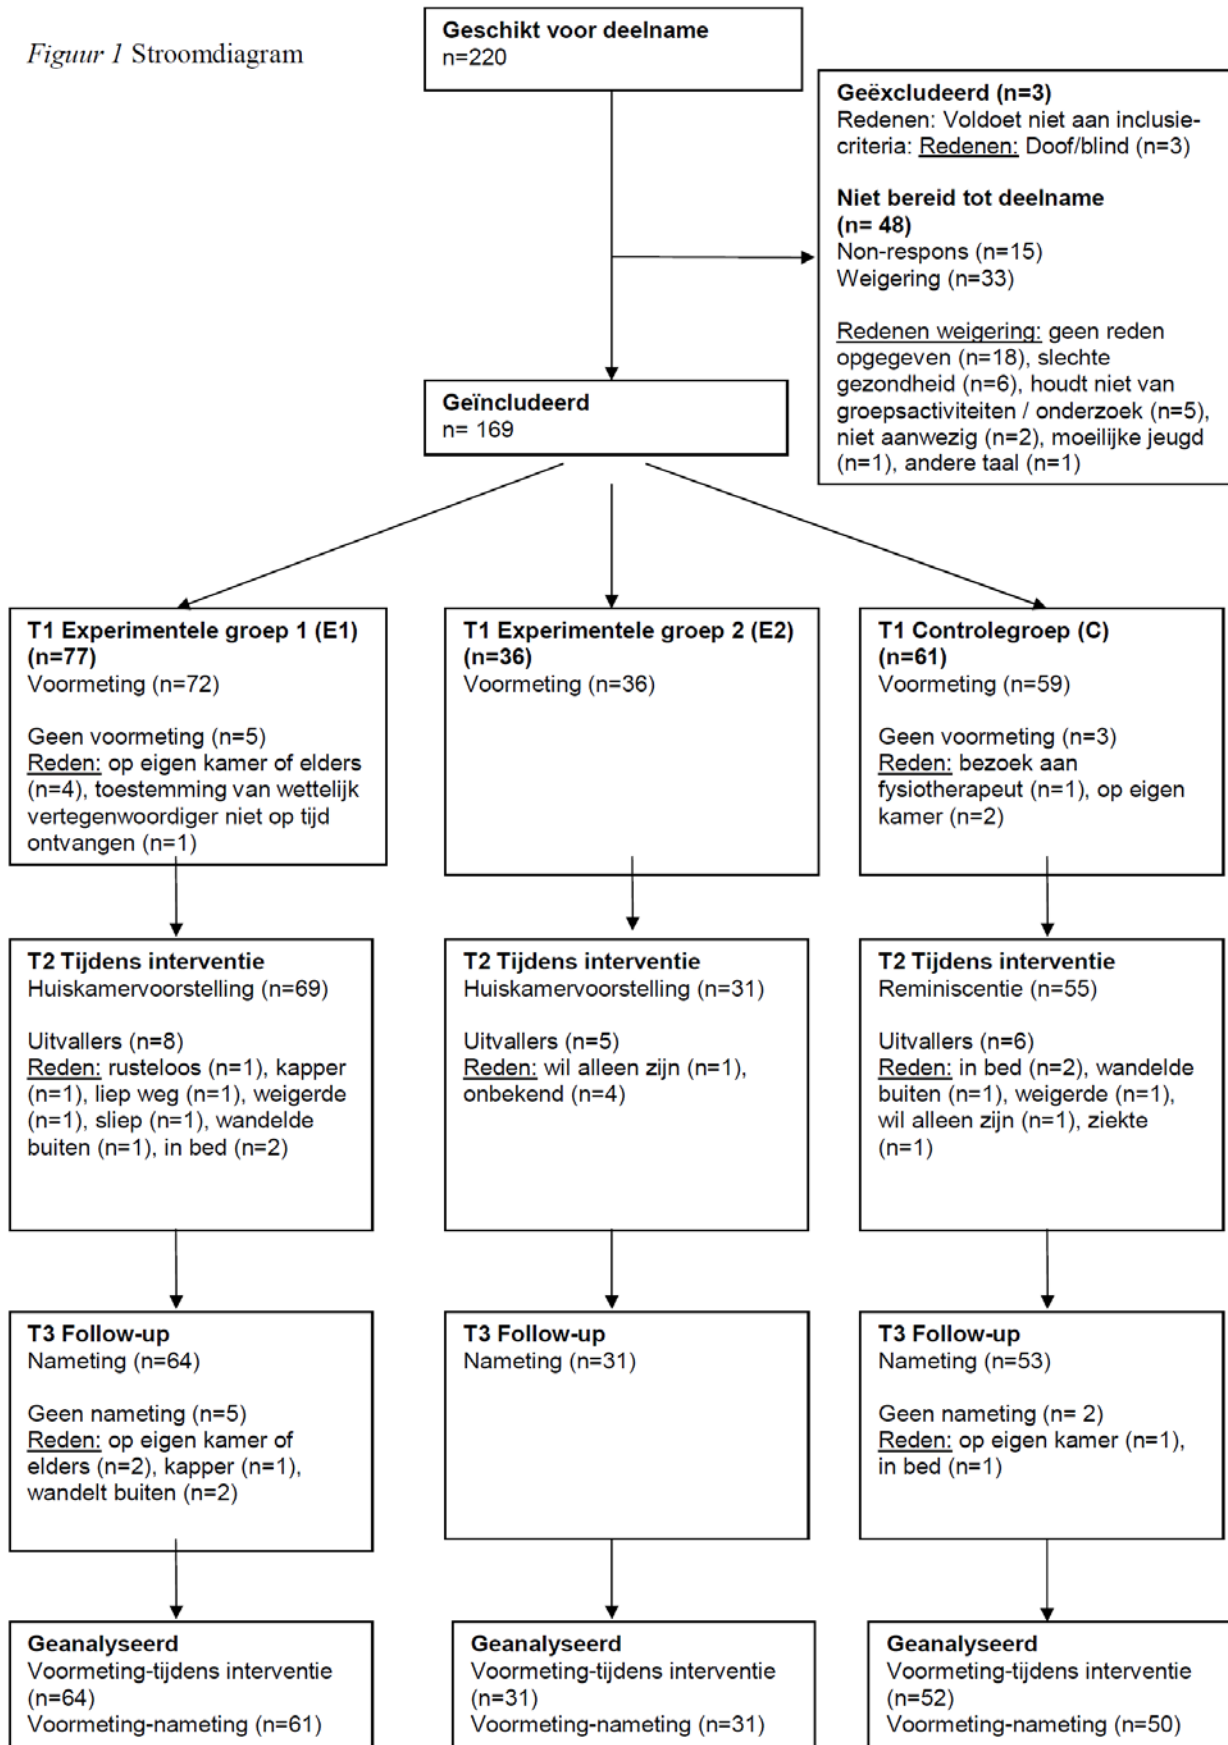 Figuur 1 Stroomdiagram
Geschikt voor deelname
n=220
Geëxcludeerd (n=3)
Redenen: Voldoet niet aan inclusie-
criteria: Redenen: Doof/blind (n=3)
Niet bereid tot deelname
(n= 48)
Non-respons (n=15)
Weigering (n=33)
Redenen weigering: geen reden
opgegeven (n=18), slechte
gezondheid (n=6), houdt niet van
groepsactiviteiten / onderzoek (n=5),
niet aanwezig (n=2), moeilijke jeugd
(n=1), andere taal (n=1)
Geïncludeerd
n= 169
T1 Experimentele groep 1 (E1)
(n=77)
Voormeting (n=72)
Geen voormeting (n=5)
Reden: op eigen kamer of elders
(n=4), toestemming van wettelijk
vertegenwoordiger niet op tijd
ontvangen (n=1)
T1 Experimentele groep 2 (E2)
(n=36)
Voormeting (n=36)
T1 Controlegroep (C)
(n=61)
Voormeting (n=59)
Geen voormeting (n=3)
Reden: bezoek aan
fysiotherapeut (n=1), op eigen
kamer (n=2)
T2 Tijdens interventie
Huiskamervoorstelling (n=69)
Uitvallers (n=8)
Reden: rusteloos (n=1), kapper
(n=1), liep weg (n=1), weigerde
(n=1), sliep (n=1), wandelde
buiten (n=1), in bed (n=2)
T2 Tijdens interventie
Huiskamervoorstelling (n=31)
Uitvallers (n=5)
Reden: wil alleen zijn (n=1),
onbekend (n=4)
T2 Tijdens interventie
Reminiscentie (n=55)
Uitvallers (n=6)
Reden: in bed (n=2), wandelde
buiten (n=1), weigerde (n=1),
wil alleen zijn (n=1), ziekte
(n=1)
T3 Follow-up
Nameting (n=64)
Geen nameting (n=5)
Reden: op eigen kamer of
elders (n=2), kapper (n=1),
wandelt buiten (n=2)
T3 Follow-up
Nameting (n=31)
T3 Follow-up
Nameting (n=53)
Geen nameting (n= 2)
Reden: op eigen kamer (n=1),
in bed (n=1)
Geanalyseerd
Voormeting-tijdens interventie
(n=64)
Voormeting-nameting (n=61)
Geanalyseerd
Voormeting-tijdens interventie
(n=31)
Voormeting-nameting (n=31)
Geanalyseerd
Voormeting-tijdens interventie
(n=52)
Voormeting-nameting (n=50)